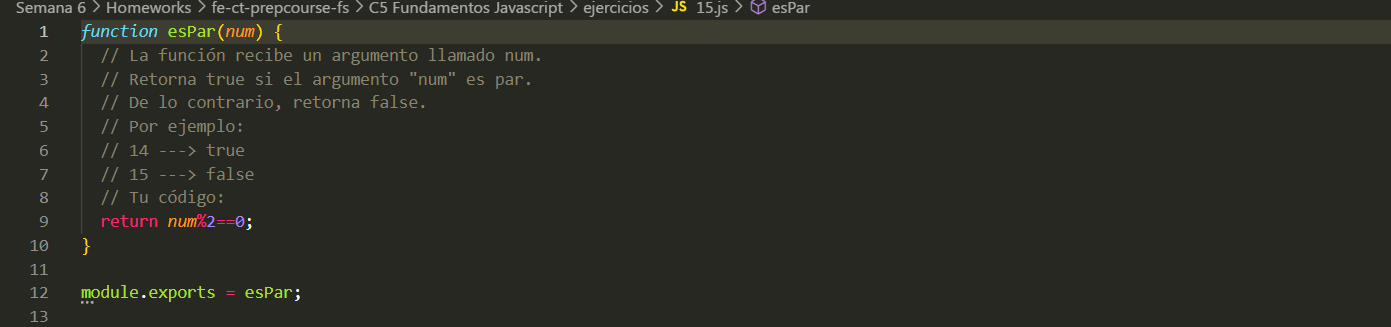 Semana 6 > Homeworks > fe-ct-prepcourse-fs > C5 Fundamentos Javascript > ejercicios > JS 15.js > esPar
1 function esPar(num) {
2 // La función recibe un argumento llamado num.
3 // Retorna true si el argumento "num" es par.
4 // De lo contrario, retorna false.
5 // Por ejemplo:
6 // 14 ---> true
7 // 15 ---> false
8 // Tu código:
9 return num%2==0;
10 }
11
12 module.exports = esPar;
13